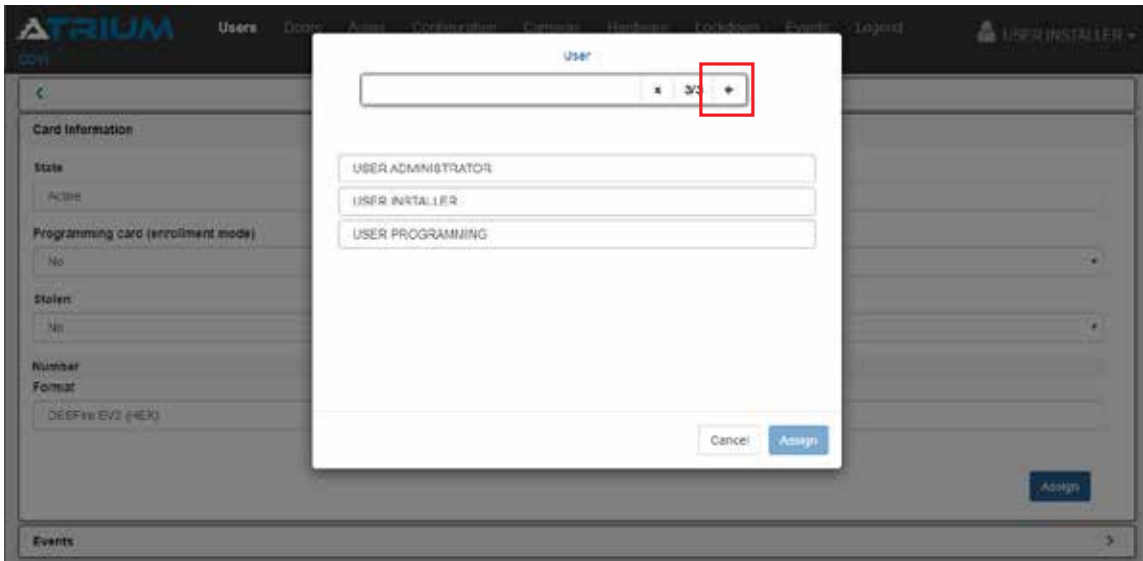 ATRIUM Users Doors Areas Configuration Cameras Hardware Lockdown Events Logend USER INSTALLER
CDVI
User
x 3/3 +
Card Information
State
Active
USER ADMINISTRATOR
USER INSTALLER
Programming card (enrollment mode)
USER PROGRAMMING
No
Stolen
No
Number
Format
DESFire EV2 (HEX)
Cancel Assign
Assign
Events